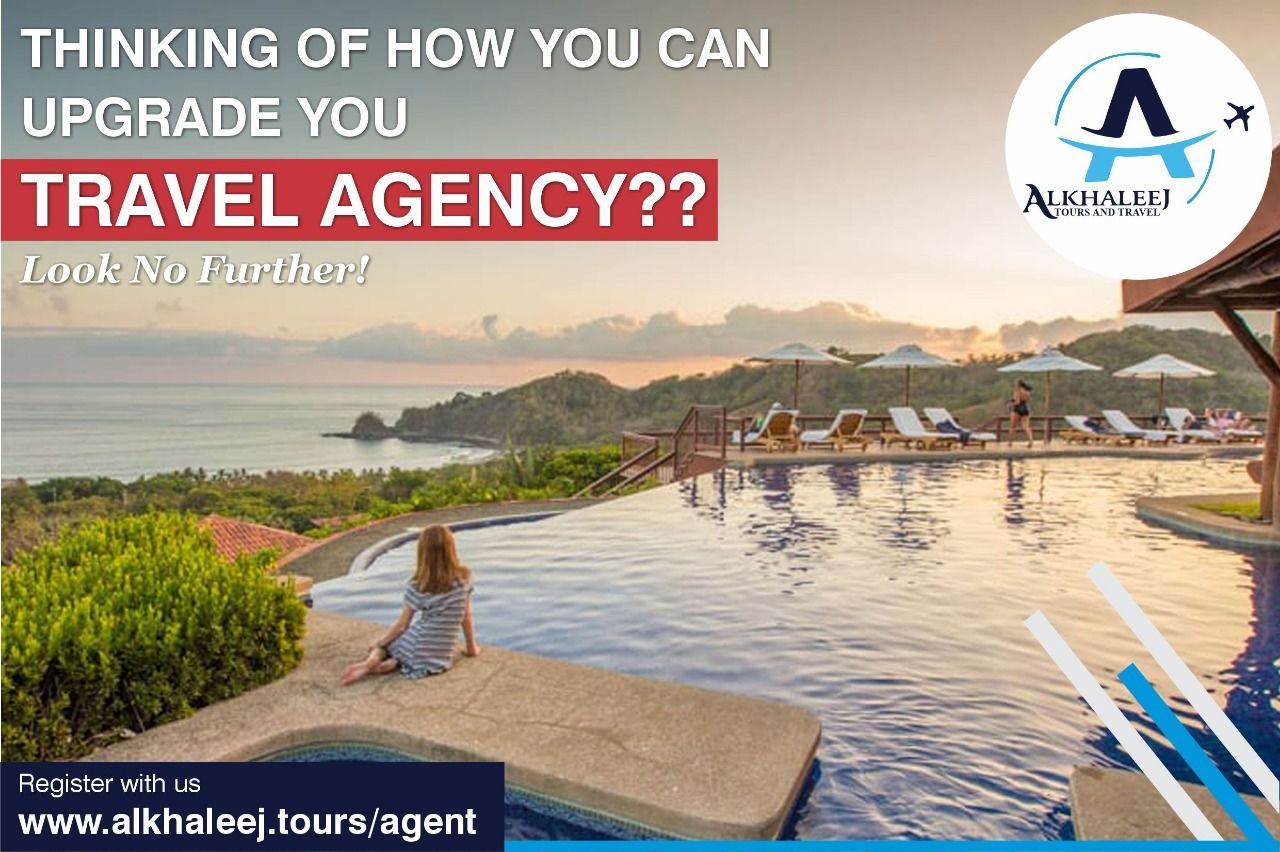 THINKING OF HOW YOU CAN
UPGRADE YOU
TRAVEL AGENCY??
Look No Further!
ALKHALEEJ
TOURS AND TRAVEL
Register with us
www.alkhaleej.tours/agent